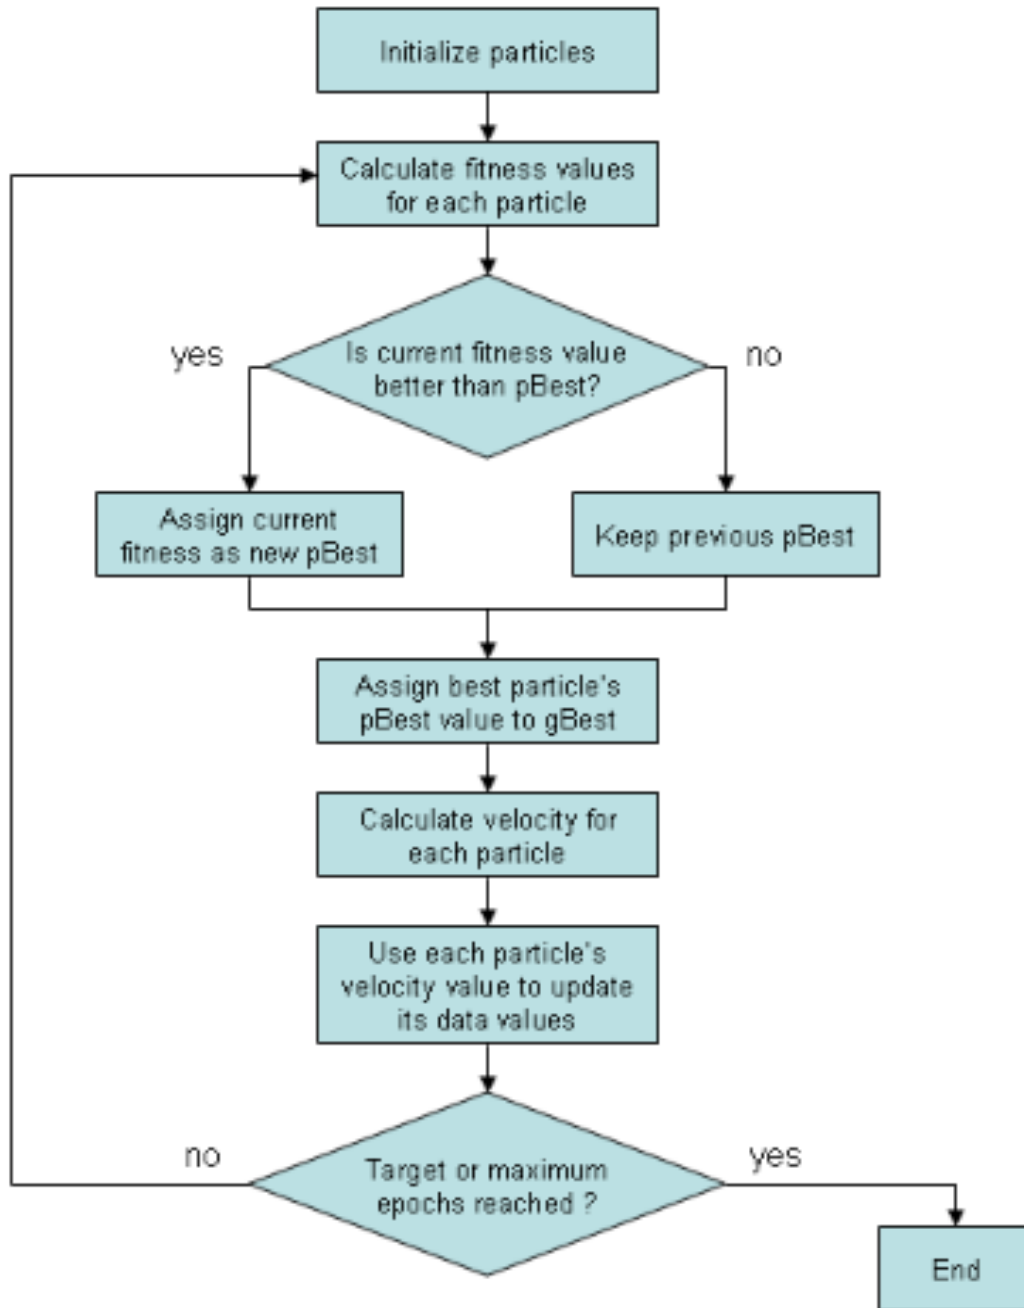 Initialize particles
Calculate fitness values
for each particle
yes
Is current fitness value
better than pBest?
no
Assign current
fitness as new pBest
Keep previous pBest
Assign best particle's
pBest value to gBest
Calculate velocity for
each particle
Use each particle's
velocity value to update
its data values
no
Target or maximum
epochs reached ?
yes
End